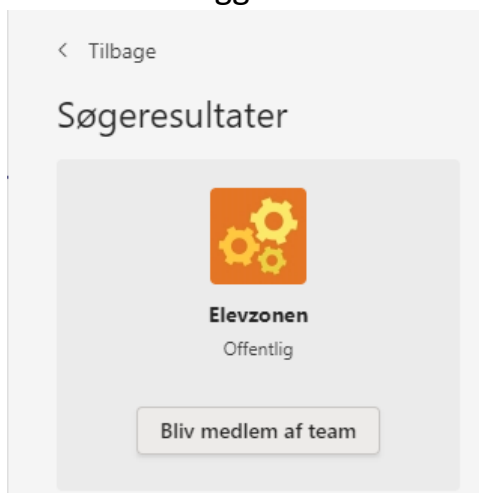 Tilbage
Søgeresultater
Elevzonen
Offentlig
Bliv medlem af team